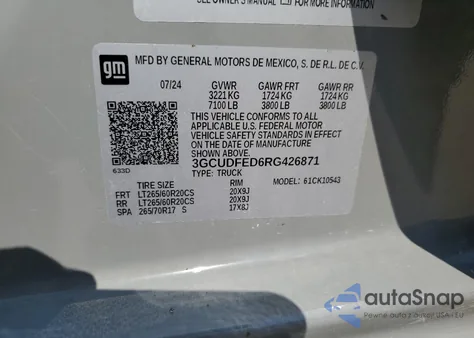 SEE OWNER'S MANUAL FOR MORE
gm
MFD BY GENERAL MOTORS DE MEXICO, S. DE R.L. DE C.V.
07/24 GVWR GAWR FRT GAWR RR
3221 KG 1724 KG 1724 KG
7100 LB 3800 LB 3800 LB
THIS VEHICLE CONFORMS TO ALL
APPLICABLE U.S. FEDERAL MOTOR
VEHICLE SAFETY STANDARDS IN EFFECT
ON THE DATE OF MANUFACTURE
SHOWN ABOVE.
3GCUDFED6RG426871
633D TYPE: TRUCK
TIRE SIZE RIM MODEL: 61CK10543
FRT LT265/60R20CS 20X9J
RR LT265/60R20CS 20X9J
SPA 265/70R17 S 17X8J
autoSnap